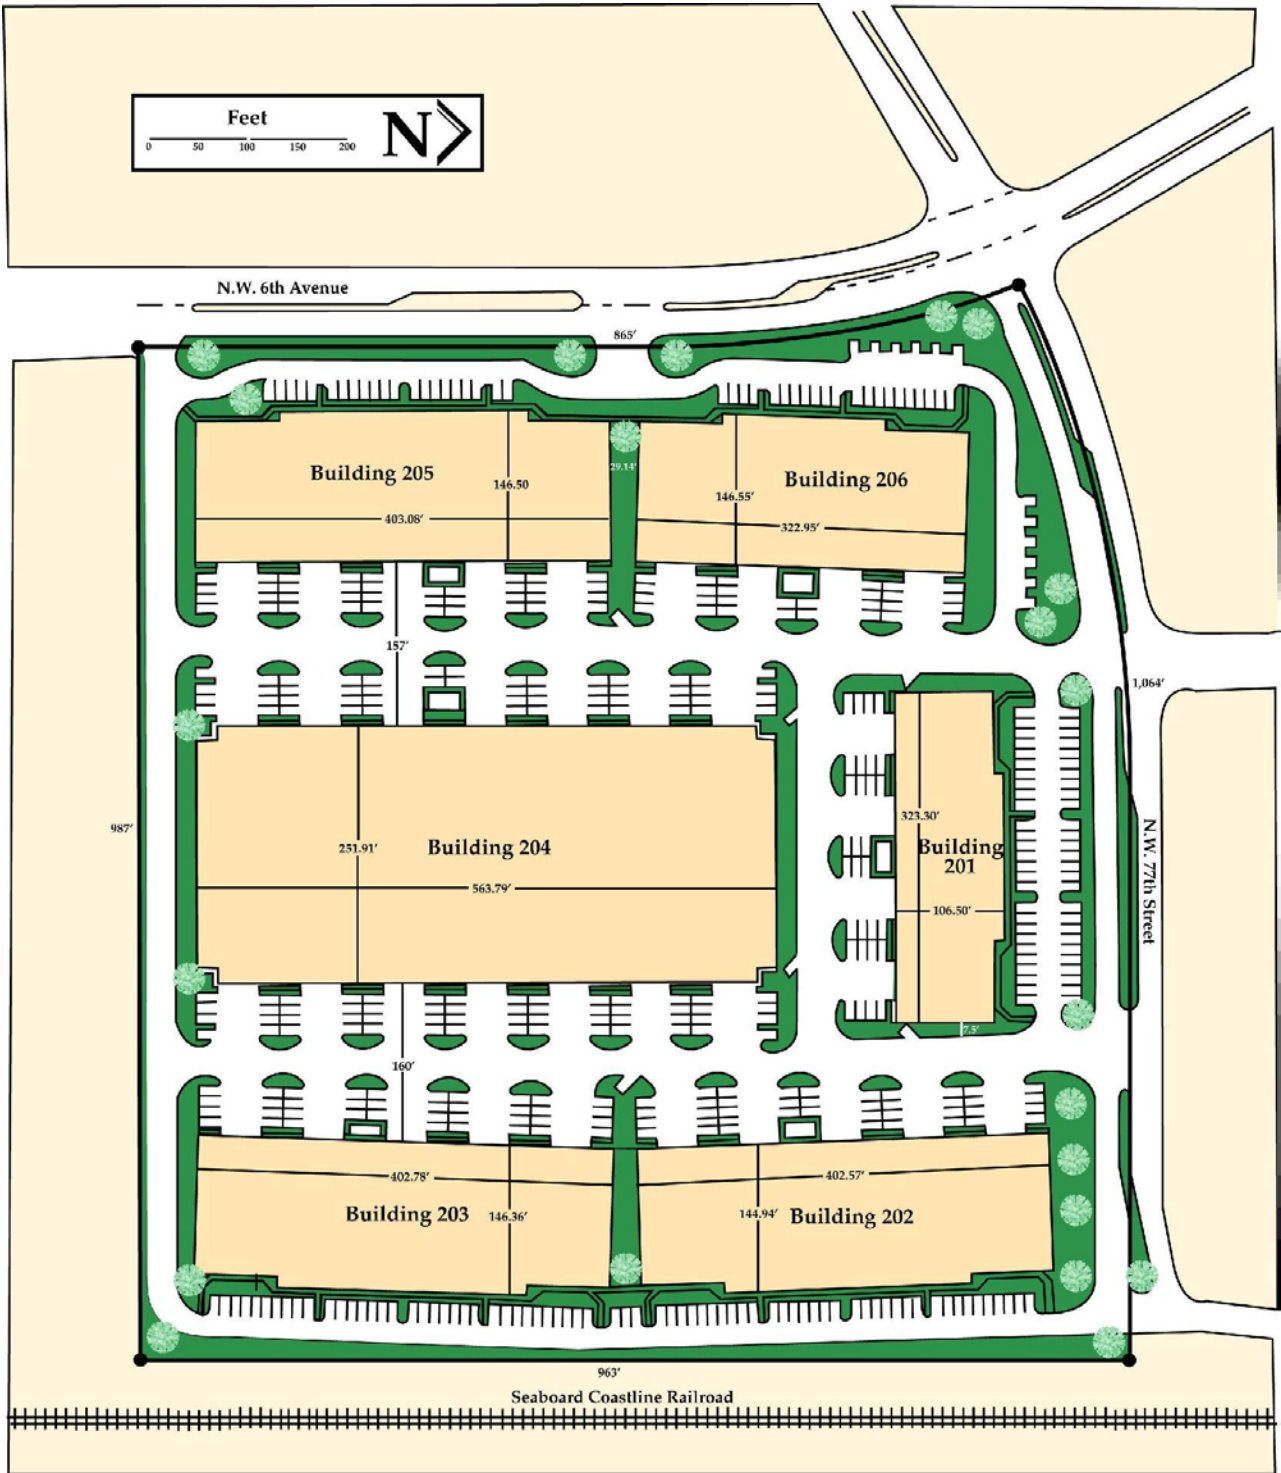 Feet
N
0 50 100 150 200
N.W. 6th Avenue
865'
Building 205
146.50
403.08'
29.14'
Building 206
146.55'
322.95'
157'
1,064'
987'
251.91'
Building 204
563.79'
323.30'
Building
201
106.50'
N.W. 77th Street
7.5'
160'
402.78'
Building 203
146.36'
402.57'
144.94'
Building 202
963'
Seaboard Coastline Railroad